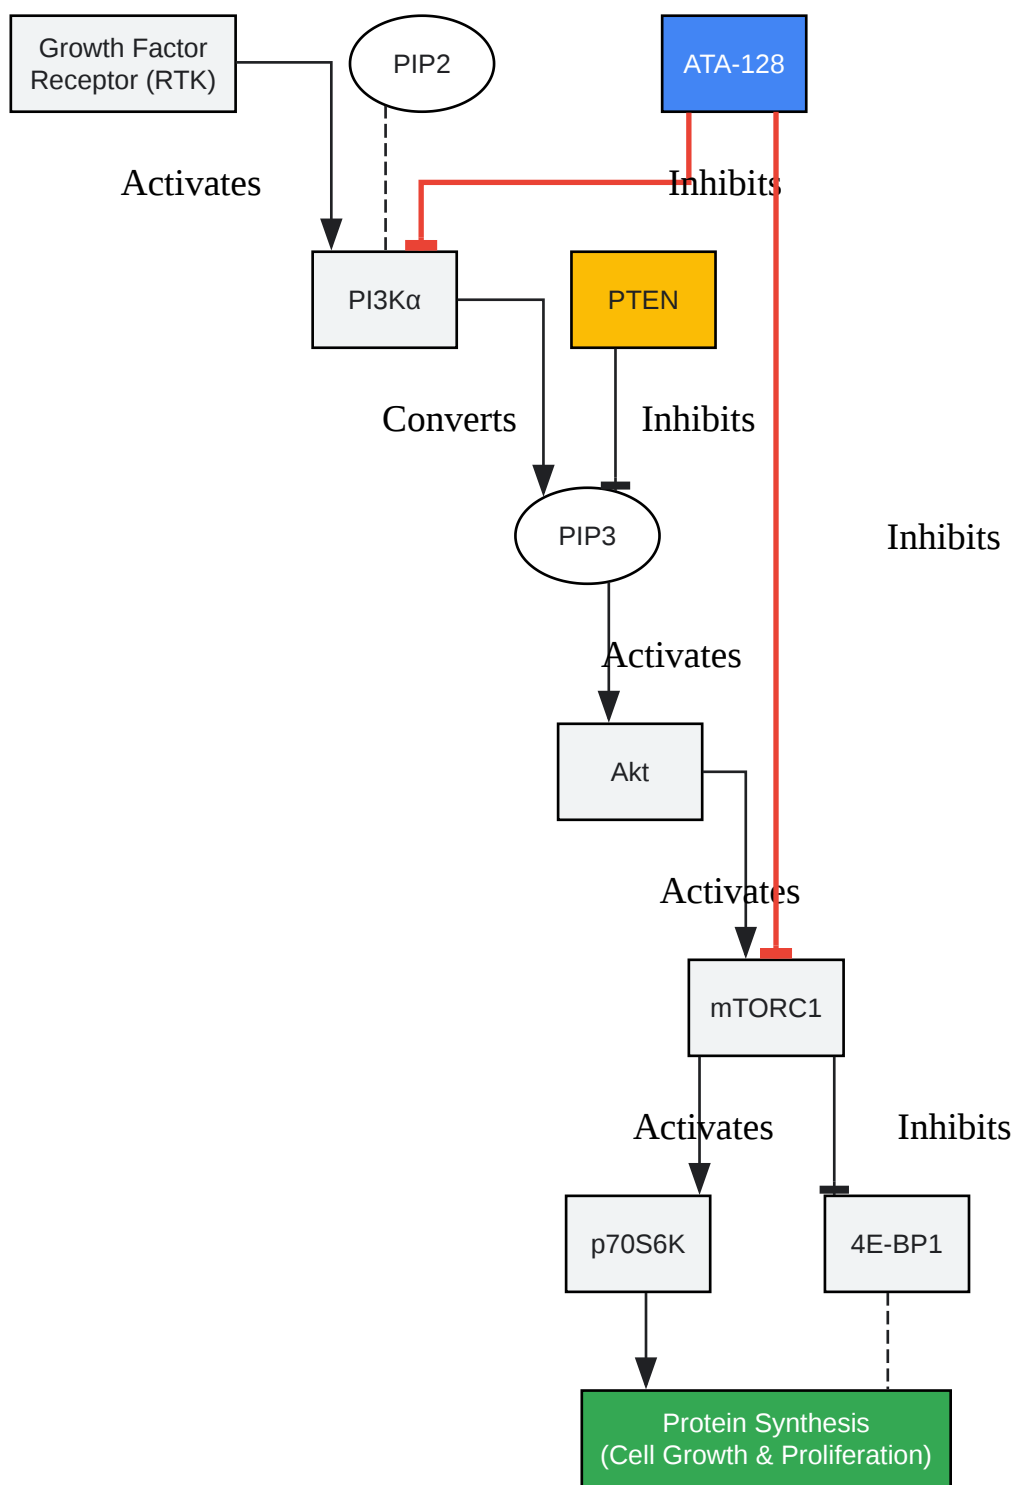 Growth Factor
Receptor (RTK)
PIP2
ATA-128
Activates
Inhibits
PI3Kα
PTEN
Converts
Inhibits
PIP3
Inhibits
Activates
Akt
Activates
mTORC1
Activates
Inhibits
p70S6K
4E-BP1
Protein Synthesis
(Cell Growth & Proliferation)